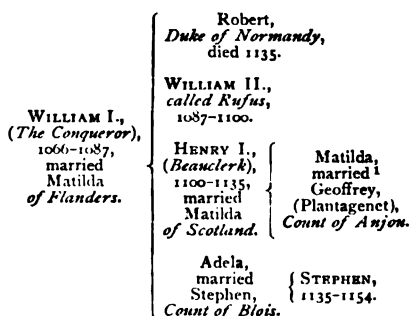 WILLIAM I.,
(The Conqueror),
1066–1087,
married
Matilda
of Flanders.
Robert,
Duke of Normandy,
died 1135.
WILLIAM II.,
called Rufus,
1087–1100.
HENRY I.,
(Beauclerk),
1100–1135,
married
Matilda
of Scotland.
Matilda,
married 1
Geoffrey,
(Plantagenet),
Count of Anjou.
Adela,
married
Stephen,
Count of Blois.
STEPHEN,
1135–1154.